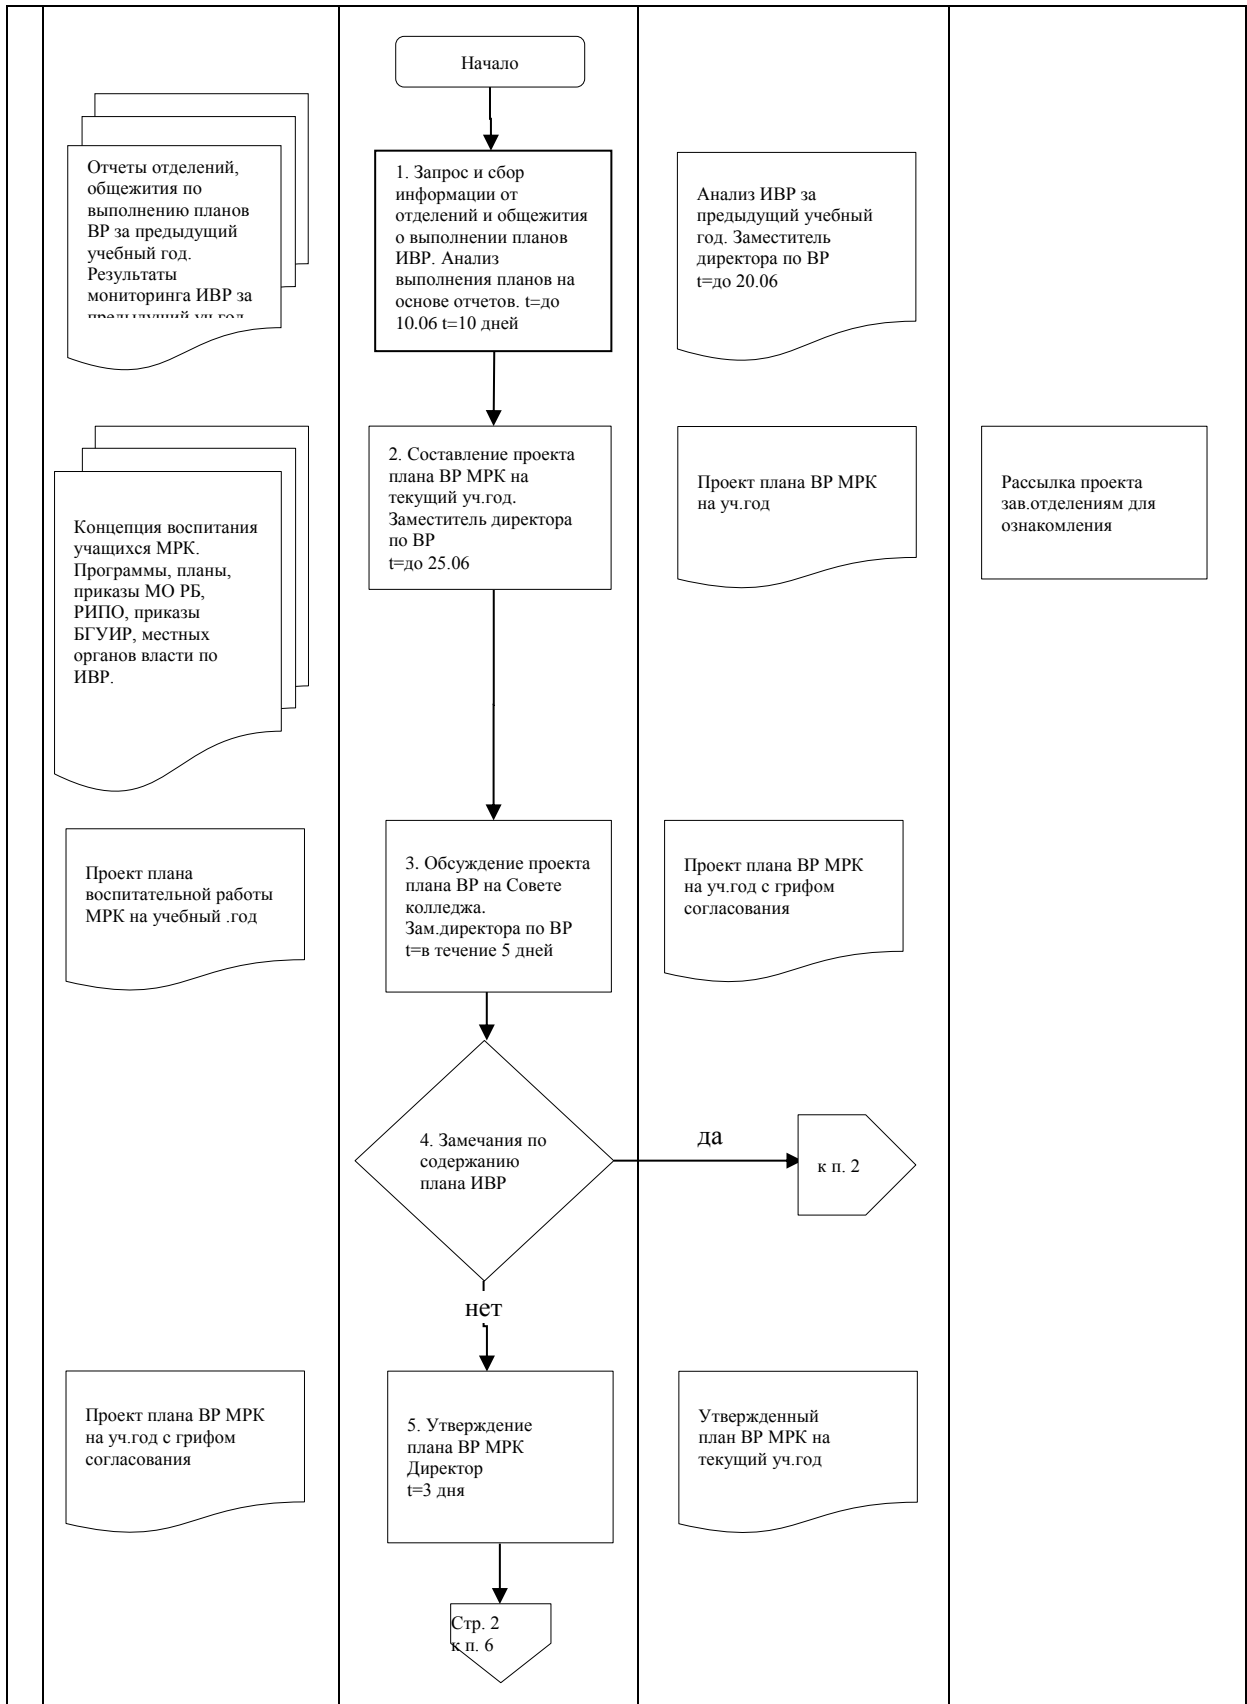 Начало
Отчеты отделений,
общежития по
выполнению планов
ВР за предыдущий
учебный год.
Результаты
мониторинга ИВР за
предыдущий уч.год
1. Запрос и сбор
информации от
отделений и общежития
о выполнении планов
ИВР. Анализ
выполнения планов на
основе отчетов. t=до
10.06 t=10 дней
Анализ ИВР за
предыдущий учебный
год. Заместитель
директора по ВР
t=до 20.06
Концепция воспитания
учащихся МРК.
Программы, планы,
приказы МО РБ,
РИПО, приказы
БГУИР, местных
органов власти по
ИВР.
2. Составление проекта
плана ВР МРК на
текущий уч.год.
Заместитель директора
по ВР
t=до 25.06
Проект плана ВР МРК
на уч.год
Рассылка проекта
зав.отделениям для
ознакомления
Проект плана
воспитательной работы
МРК на учебный .год
3. Обсуждение проекта
плана ВР на Совете
колледжа.
Зам.директора по ВР
t=в течение 5 дней
Проект плана ВР МРК
на уч.год с грифом
согласования
4. Замечания по
содержанию
плана ИВР
да
к п. 2
нет
Проект плана ВР МРК
на уч.год с грифом
согласования
5. Утверждение
плана ВР МРК
Директор
t=3 дня
Утвержденный
план ВР МРК на
текущий уч.год
Стр. 2
к п. 6